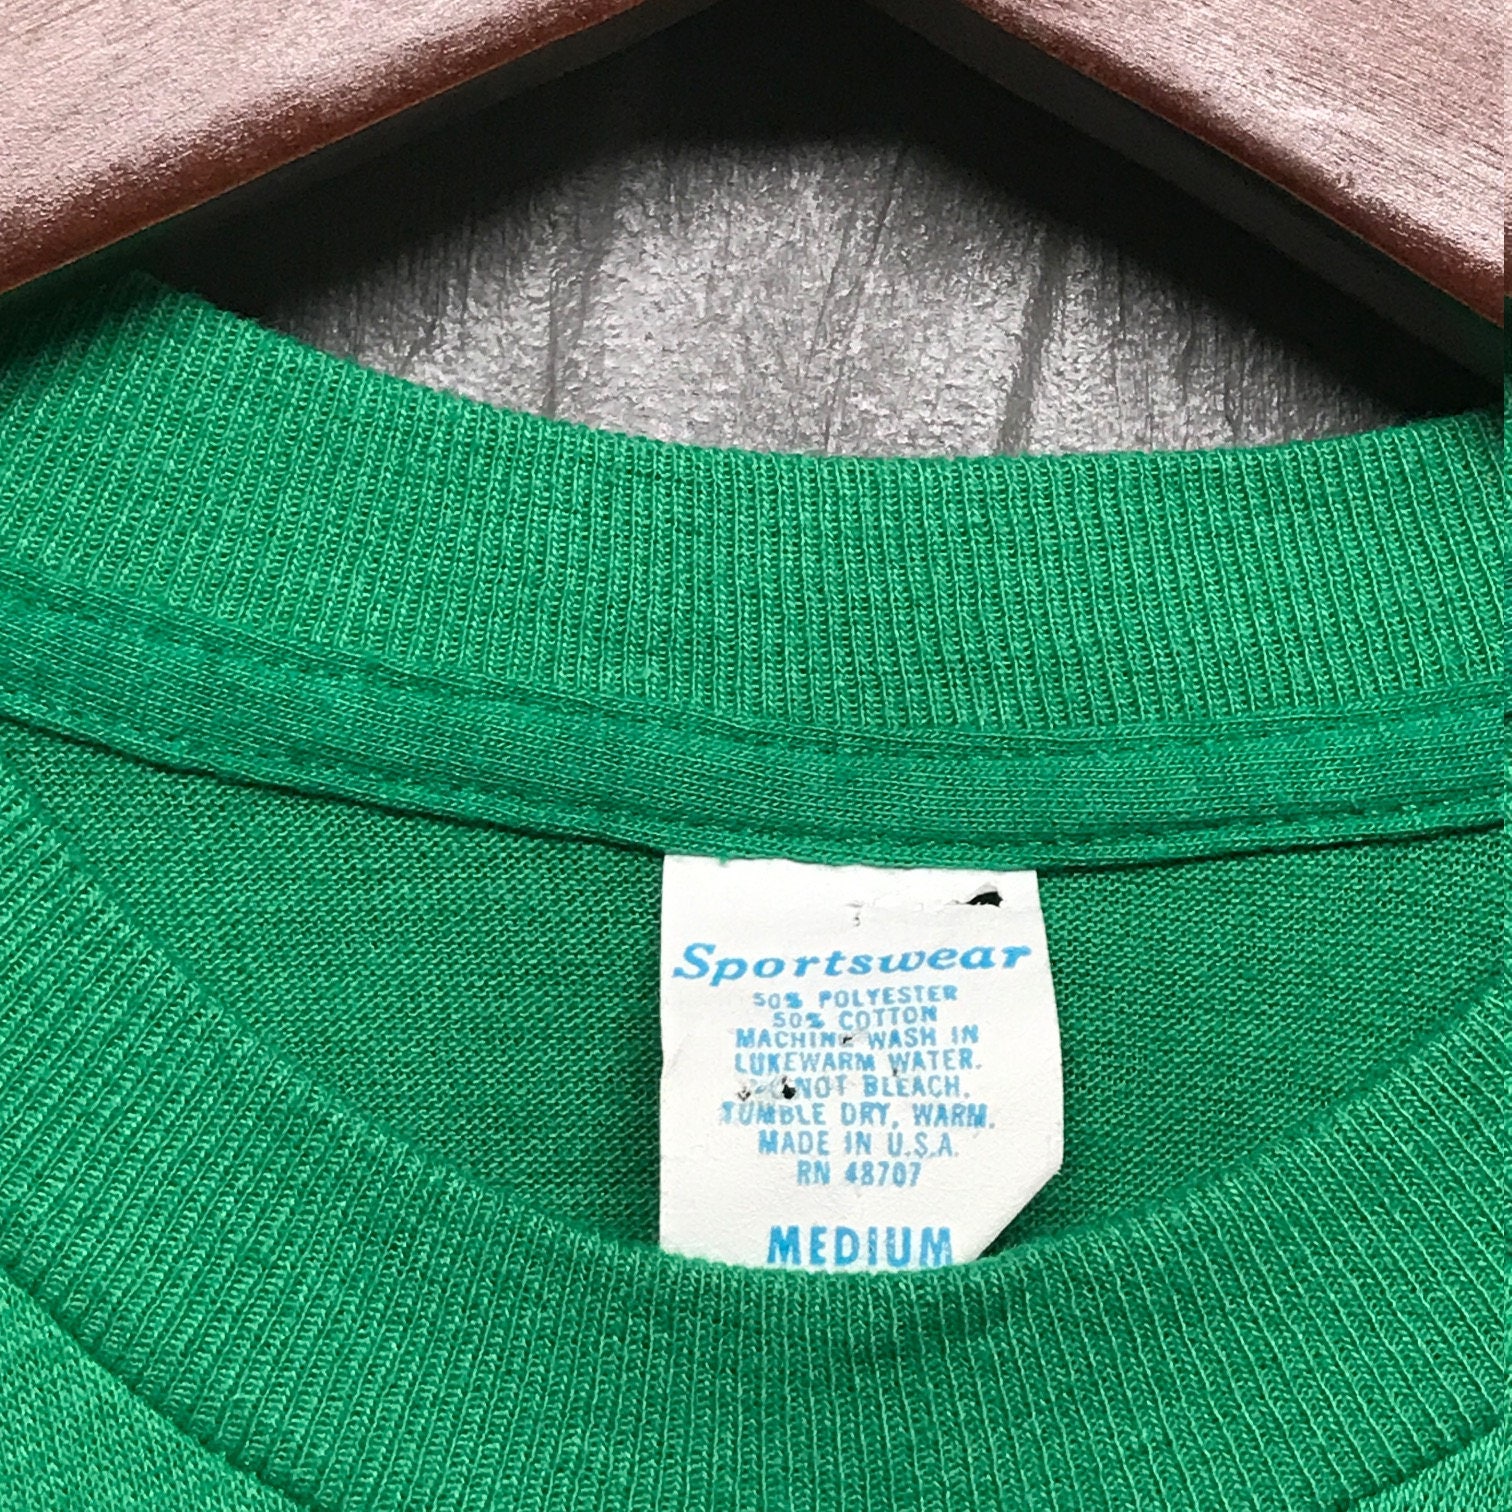 Sportswear
50% POLYESTER
50% COTTON
MACHINE WASH IN
LUKEWARM WATER.
NOT BLEACH.
TUMBLE DRY, WARM.
MADE IN U.S.A.
RN 48707
MEDIUM